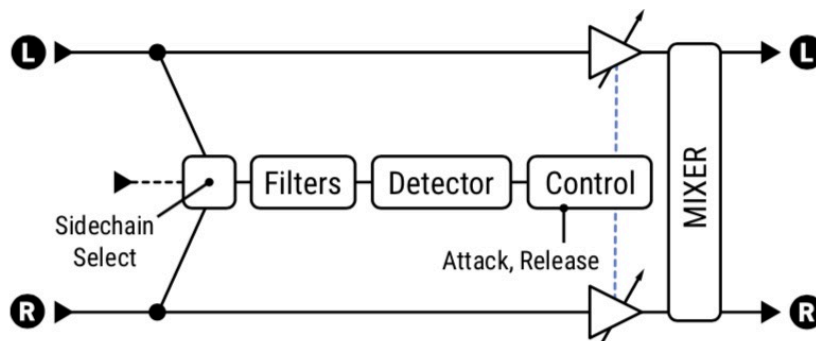 L
L
Filters
Detector
Control
MIXER
Sidechain
Select
Attack, Release
R
R